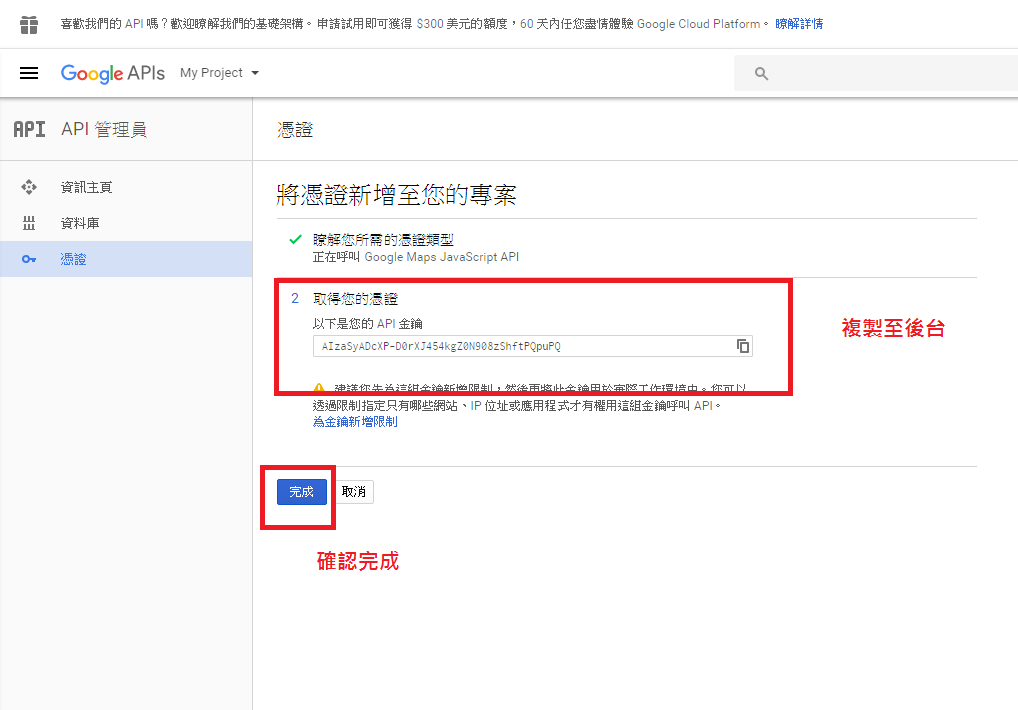 喜歡我們的 API 嗎？歡迎瞭解我們的基礎架構。申請試用即可獲得 $300 美元的額度，60 天內任您盡情體驗 Google Cloud Platform。 瞭解詳情
Google APIs My Project
API API 管理員
憑證
資訊主頁
資料庫
憑證
將憑證新增至您的專案
瞭解您所需的憑證類型
正在呼叫 Google Maps JavaScript API
2 取得您的憑證
以下是您的 API 金鑰
AIzaSyADcXP-D0rXJ454kgZ0N908zShftPQpuPQ
複製至後台
建議您先為這組金鑰新增限制，然後再將此金鑰用於實際工作環境中。您可以
透過限制指定只有哪些網站、IP 位址或應用程式才有權用這組金鑰呼叫 API。
為金鑰新增限制
完成 取消
確認完成